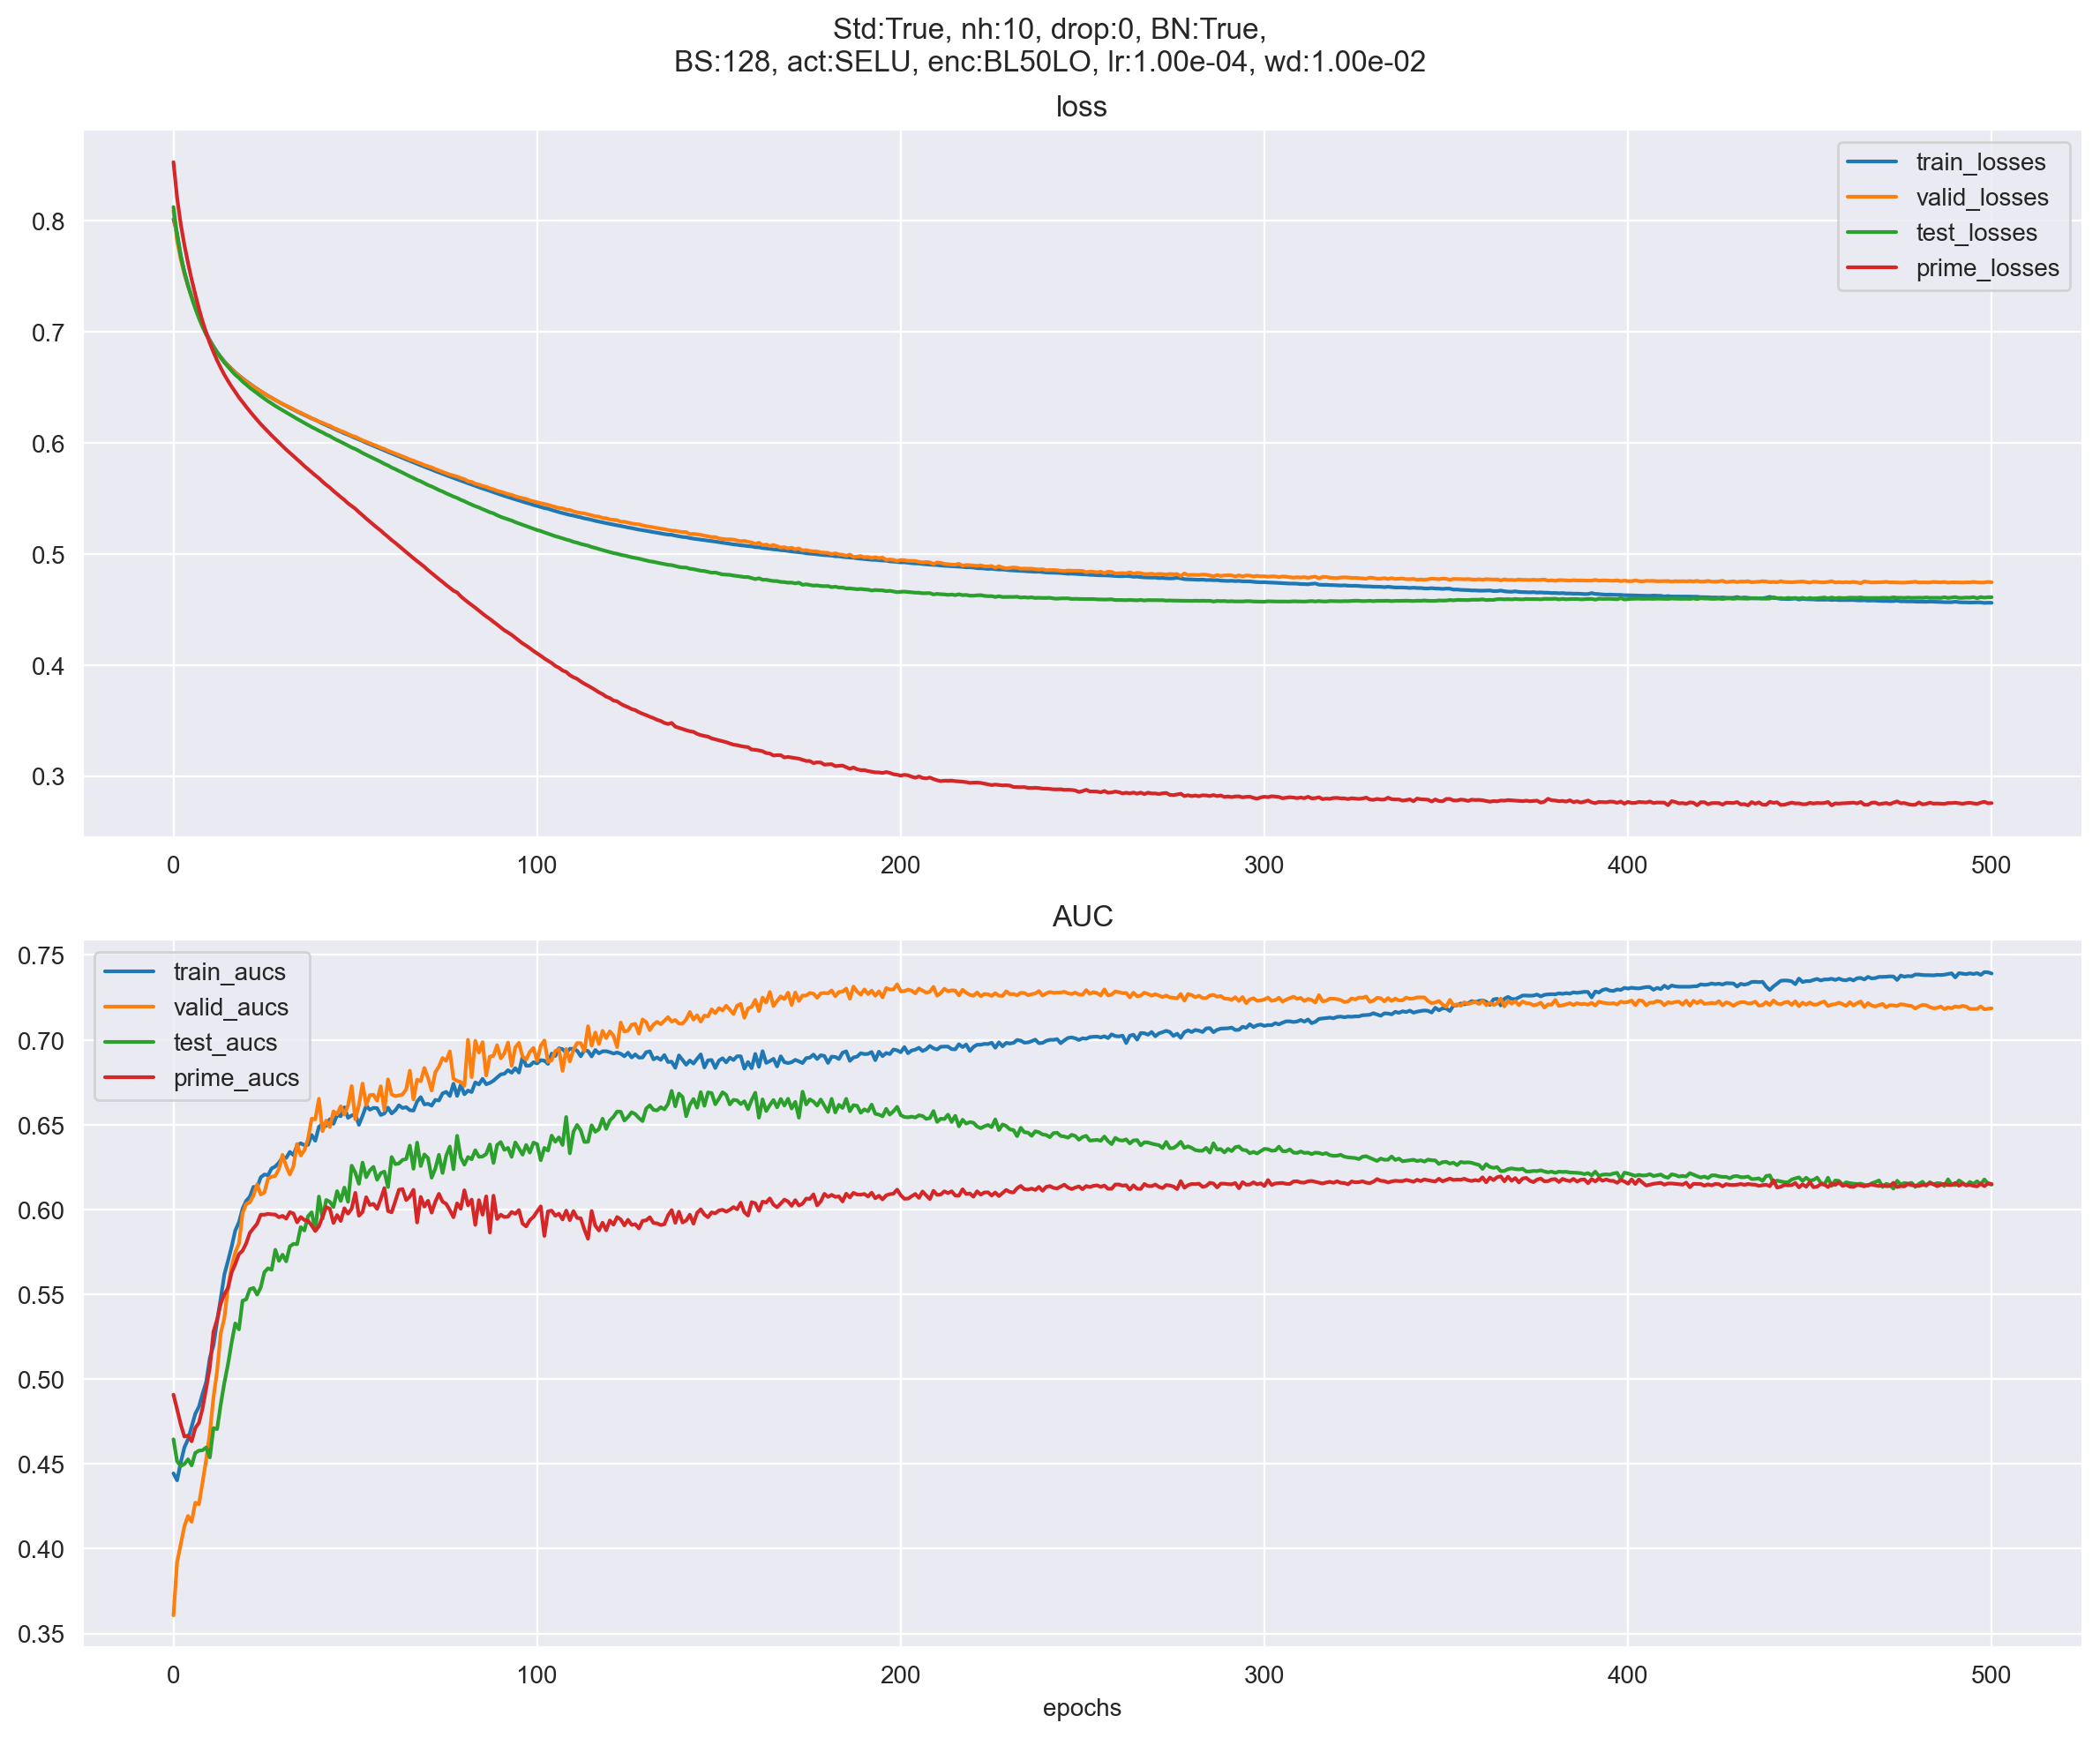 Std:True, nh:10, drop:0, BN:True,
BS:128, act:SELU, enc:BL50LO, lr:1.00e-04, wd:1.00e-02
loss
train_losses
valid_losses
test_losses
prime_losses
0.8
0.7
0.6
0.5
0.4
0.3
0 100 200 300 400 500
AUC
train_aucs
valid_aucs
test_aucs
prime_aucs
0.75
0.70
0.65
0.60
0.55
0.50
0.45
0.40
0.35
0 100 200 300 400 500
epochs